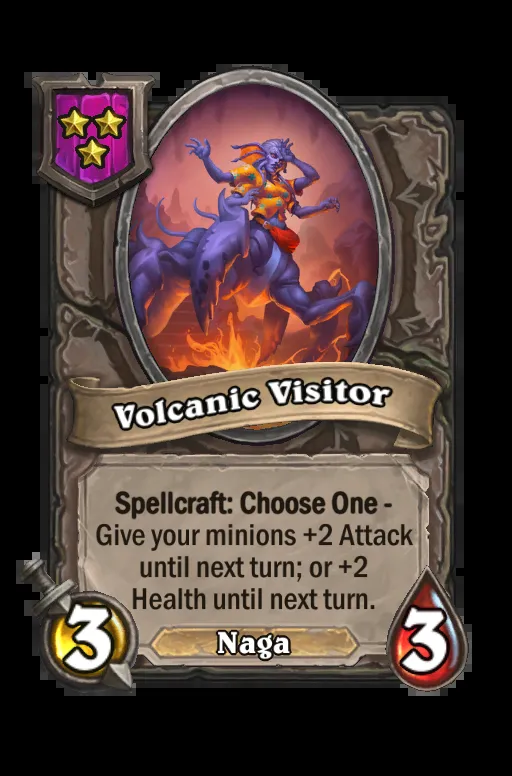 Volcanic Visitor
Spellcraft: Choose One -
Give your minions +2 Attack
until next turn; or +2
Health until next turn.
3
Naga
3